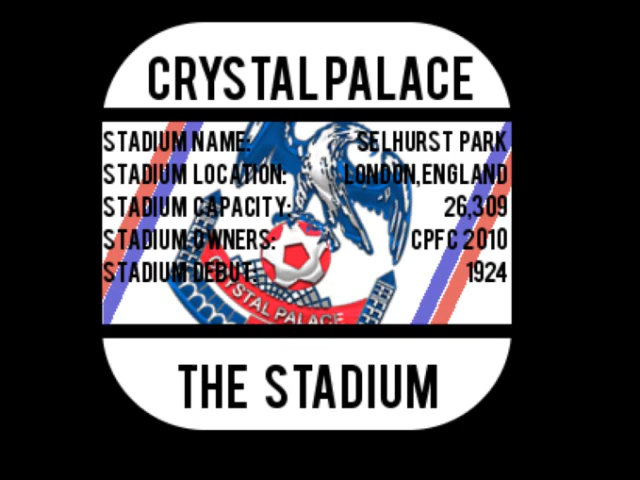 CRYSTAL PALACE
STADIUM NAME: SELHURST PARK
STADIUM LOCATION: LONDON,ENGLAND
STADIUM CAPACITY: 26,309
STADIUM OWNERS: CPFC 2010
STADIUM DEBUT: 1924
CRYSTAL PALACE
THE STADIUM